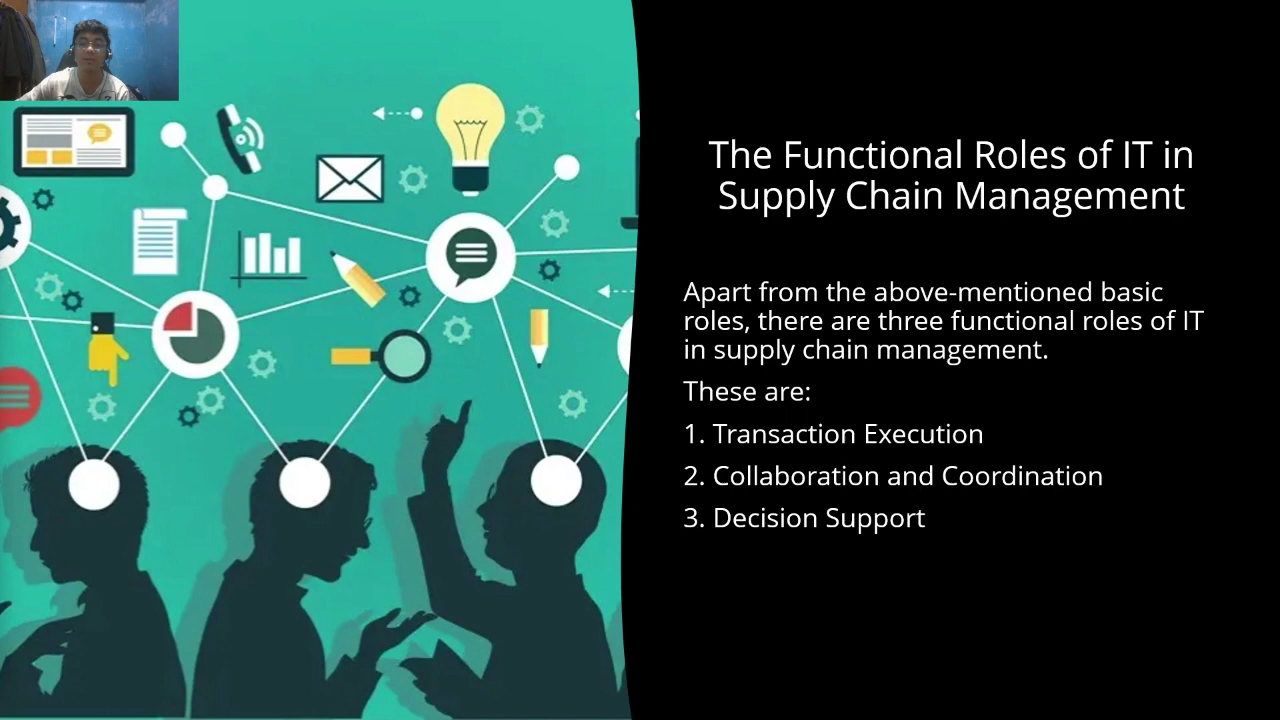 The Functional Roles of IT in
Supply Chain Management
Apart from the above-mentioned basic
roles, there are three functional roles of IT
in supply chain management.
These are:
1. Transaction Execution
2. Collaboration and Coordination
3. Decision Support